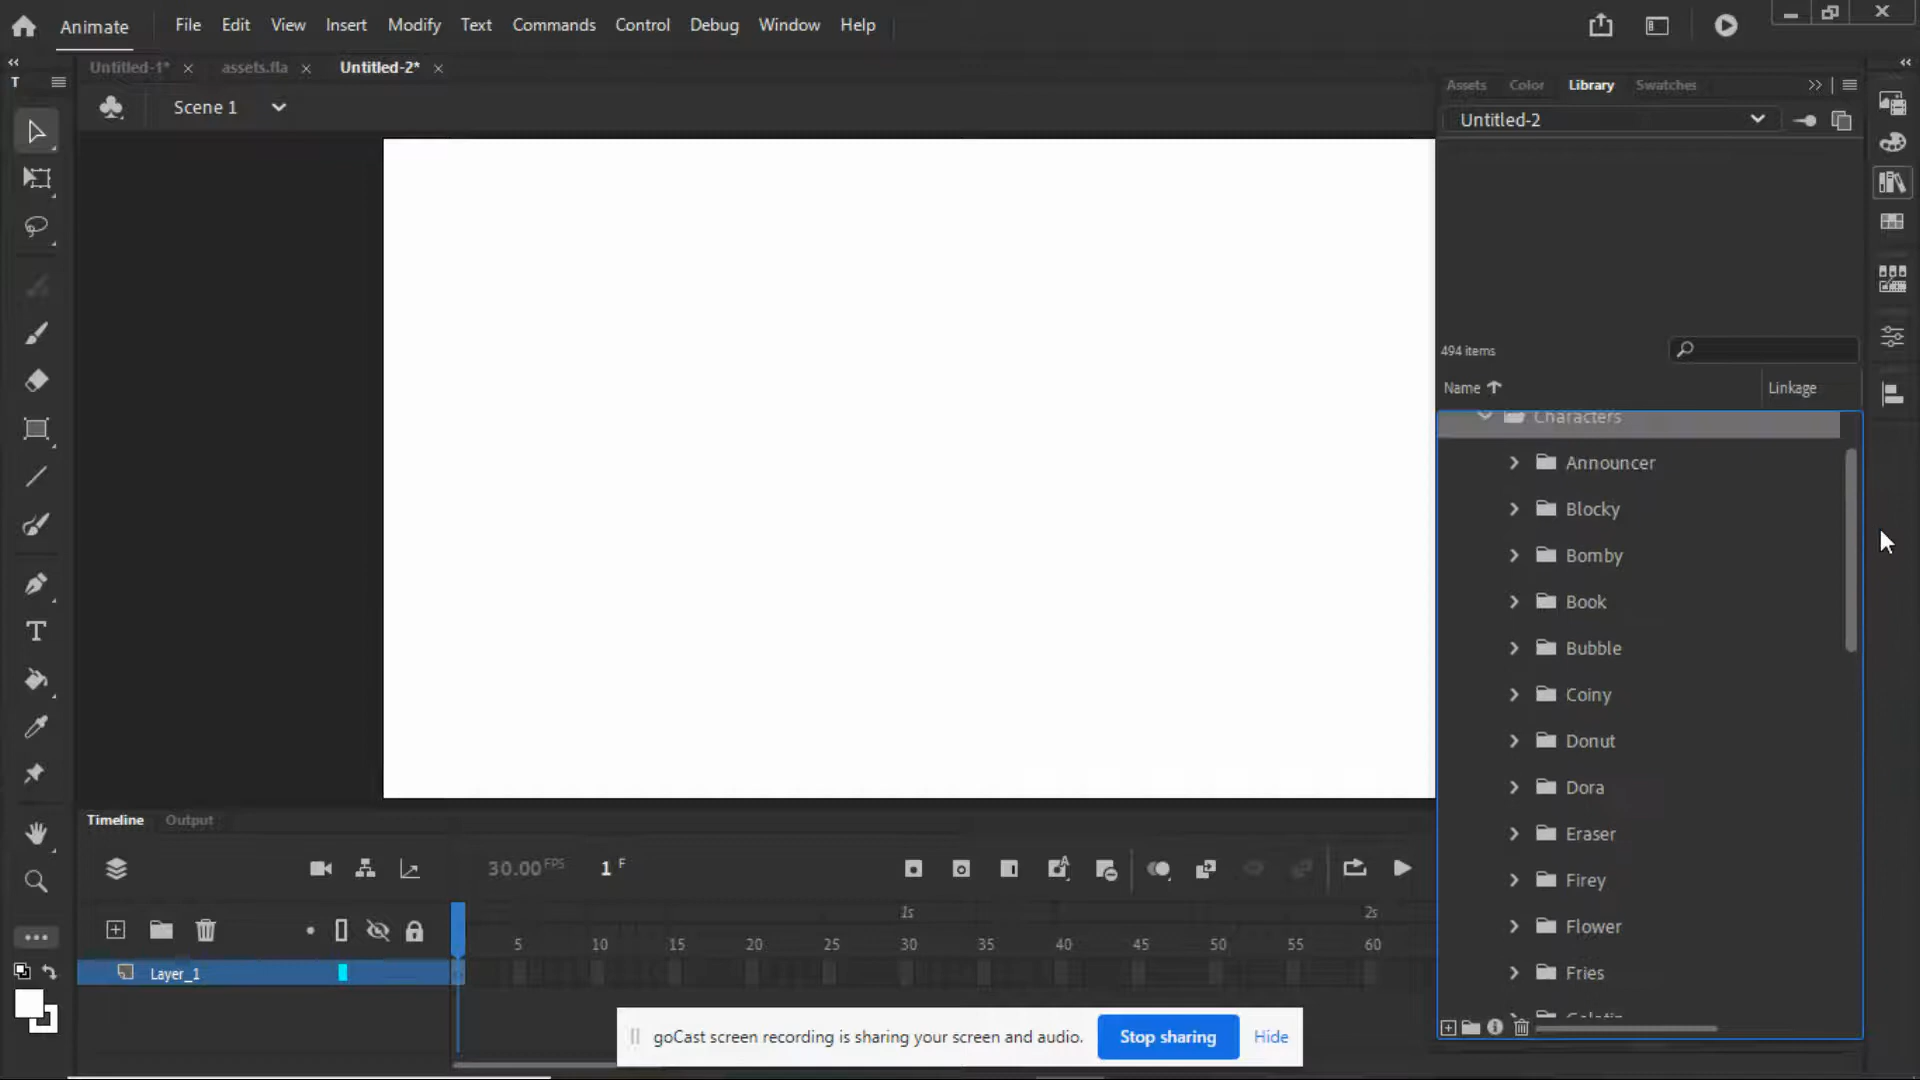 Animate File Edit View Insert Modify Text Commands Control Debug Window Help
Untitled-1* assets.fla Untitled-2*
T
Scene 1
Assets Color Library Swatches
Untitled-2
494 items
Name Linkage
Characters
Announcer
Blocky
Bomby
Book
Bubble
Coiny
Donut
Dora
Eraser
Firey
Flower
Fries
Timeline Output
30.00 FPS 1 F
1s 2s
5 10 15 20 25 30 35 40 45 50 55 60
Layer_1
goCast screen recording is sharing your screen and audio. Stop sharing Hide